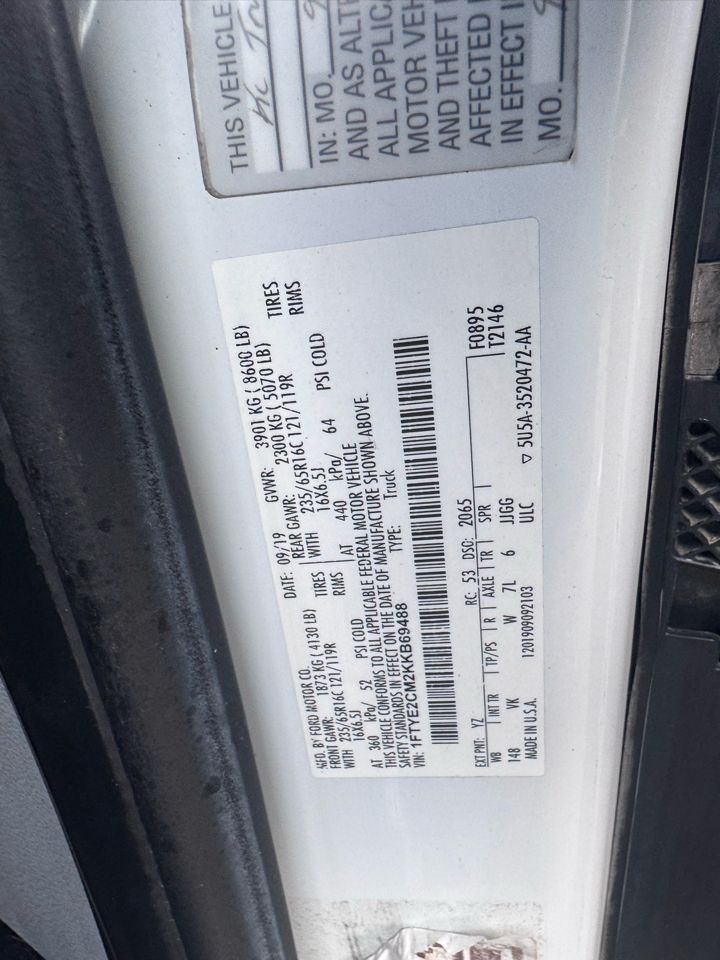 THIS VEHICLE
IN: MO.
AND AS ALTE
ALL APPLICA
MOTOR VEH
AND THEFT
AFFECTED
IN EFFECT IN
MO.
MFD. BY FORD MOTOR CO.
DATE: 09/19 GVWR: 3901 KG ( 8600 LB)
FRONT GAWR: 1873 KG ( 4130 LB) REAR GAWR: 2300 KG ( 5070 LB)
WITH 235/65R16C 121/119R TIRES WITH 235/65R16C 121/119R TIRES
16X6.5J RIMS 16X6.5J RIMS
AT 360 kPa/ 52 PSI COLD AT 440 kPa/ 64 PSI COLD
THIS VEHICLE CONFORMS TO ALL APPLICABLE FEDERAL MOTOR VEHICLE
SAFETY STANDARDS IN EFFECT ON THE DATE OF MANUFACTURE SHOWN ABOVE.
VIN: 1FTYE2CM2KKB69488 TYPE: Truck
EXT PNT: YZ RC: 53 DSO: 2065 F0895
WB INT TR TP/PS R AXLE TR SPR T2146
148 VK W 7L 6 JJGG
MADE IN U.S.A. 1201909092103 ULC ▽ 5U5A-3520472-AA